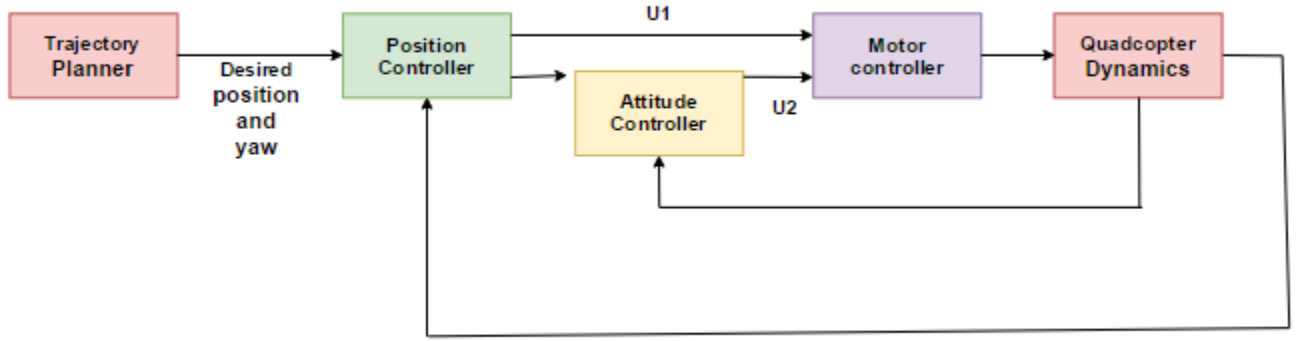 Trajectory
Planner
Desired
position
and
yaw
Position
Controller
U1
Attitude
Controller
U2
Motor
controller
Quadcopter
Dynamics